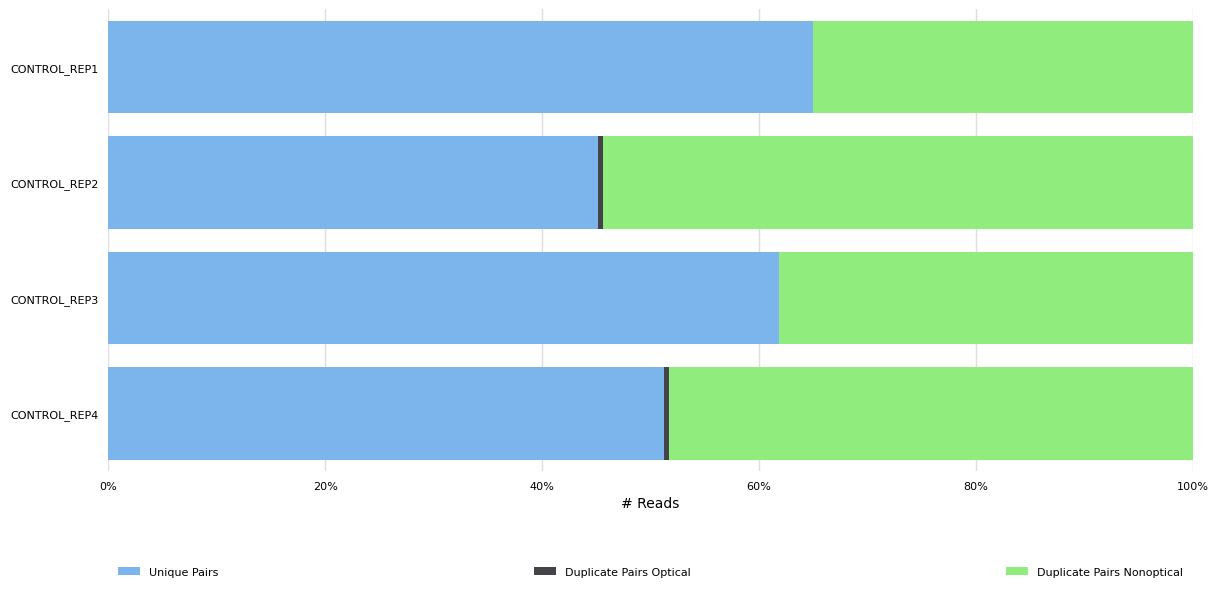 CONTROL_REP1
CONTROL_REP2
CONTROL_REP3
CONTROL_REP4
0% 20% 40% 60% 80% 100%
# Reads
Unique Pairs Duplicate Pairs Optical Duplicate Pairs Nonoptical